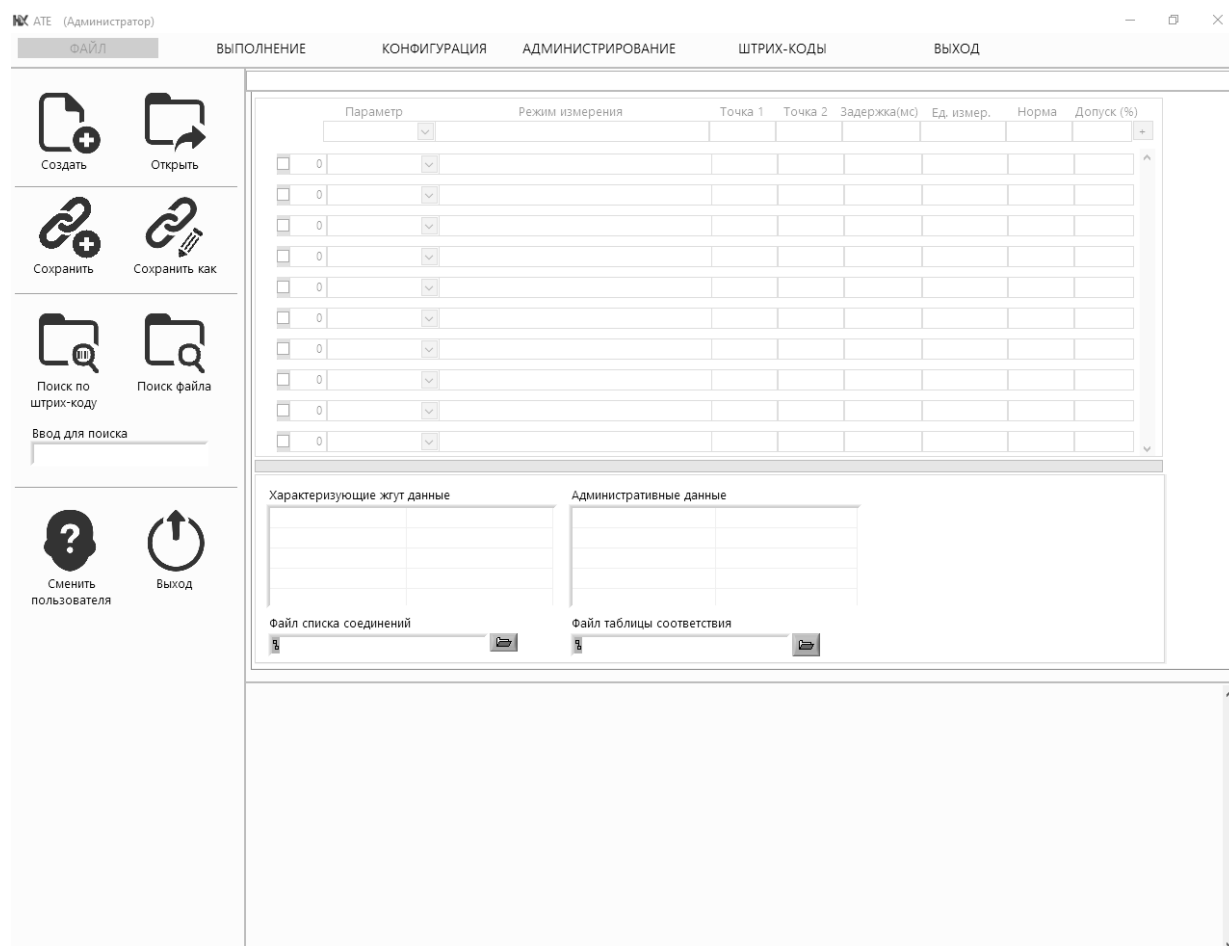 NX ATE (Администратор)
ФАЙЛ ВЫПОЛНЕНИЕ КОНФИГУРАЦИЯ АДМИНИСТРИРОВАНИЕ ШТРИХ-КОДЫ ВЫХОД
Создать Открыть
Сохранить Сохранить как
Поиск по штрих-коду Поиск файла
Ввод для поиска
Сменить пользователя Выход
Параметр Режим измерения Точка 1 Точка 2 Задержка(мс) Ед. измер. Норма Допуск (%)
+
0
0
0
0
0
0
0
0
0
0
Характеризующие жгут данные Административные данные
Файл списка соединений Файл таблицы соответствия